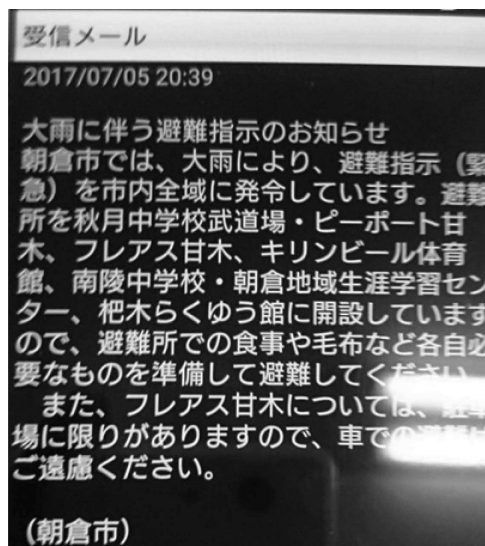 受信メール
2017/07/05 20:39
大雨に伴う避難指示のお知らせ
朝倉市では、大雨により、避難指示（緊
急）を市内全域に発令しています。避難
所を秋月中学校武道場・ピーポート甘
木、フレアス甘木、キリンビール体育
館、南陵中学校・朝倉地域生涯学習セン
ター、杷木らくゆう館に開設しています
ので、避難所での食事や毛布など各自必
要なものを準備して避難してください。
また、フレアス甘木については、駐車
場に限りがありますので、車での避難は
ご遠慮ください。
（朝倉市）